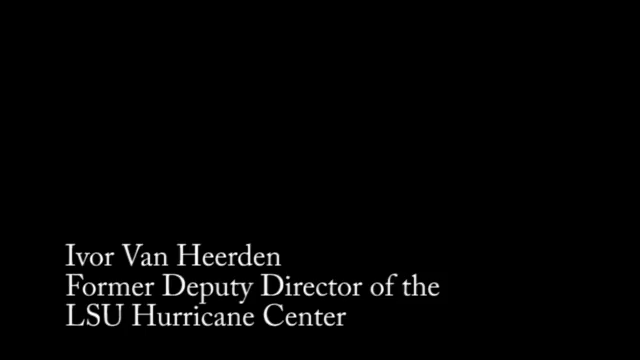 Ivor Van Heerden
Former Deputy Director of the
LSU Hurricane Center